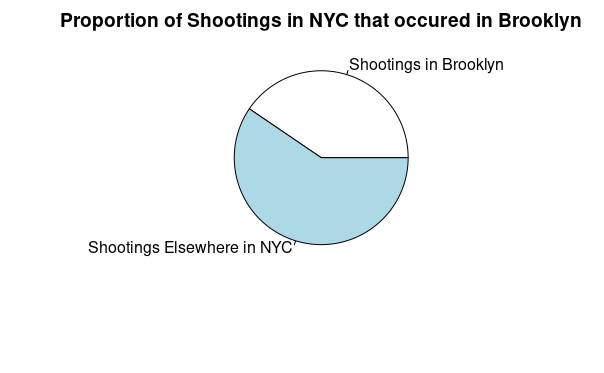 Proportion of Shootings in NYC that occured in Brooklyn
Shootings in Brooklyn
Shootings Elsewhere in NYC